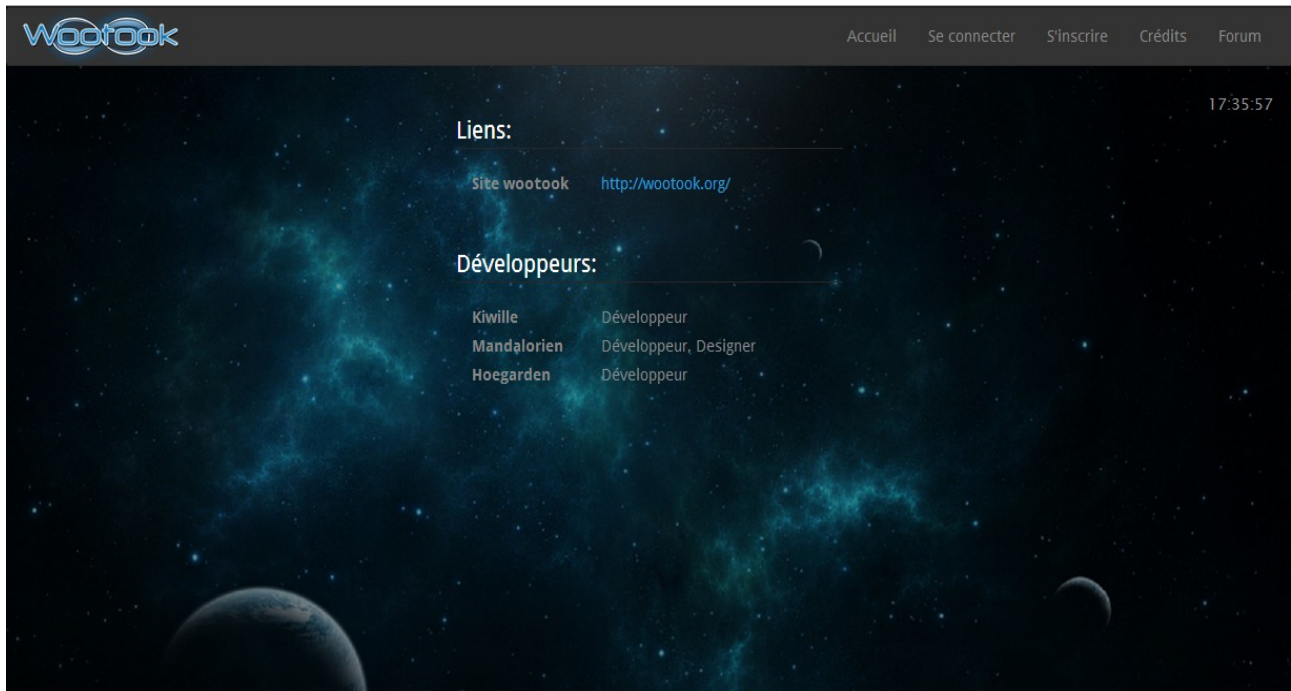 Wootook
Accueil Se connecter S'inscrire Crédits Forum
17:35:57
Liens:
Site wootook http://wootook.org/
Développeurs:
Kiwille Développeur
Mandalorien Développeur, Designer
Hoegarden Développeur